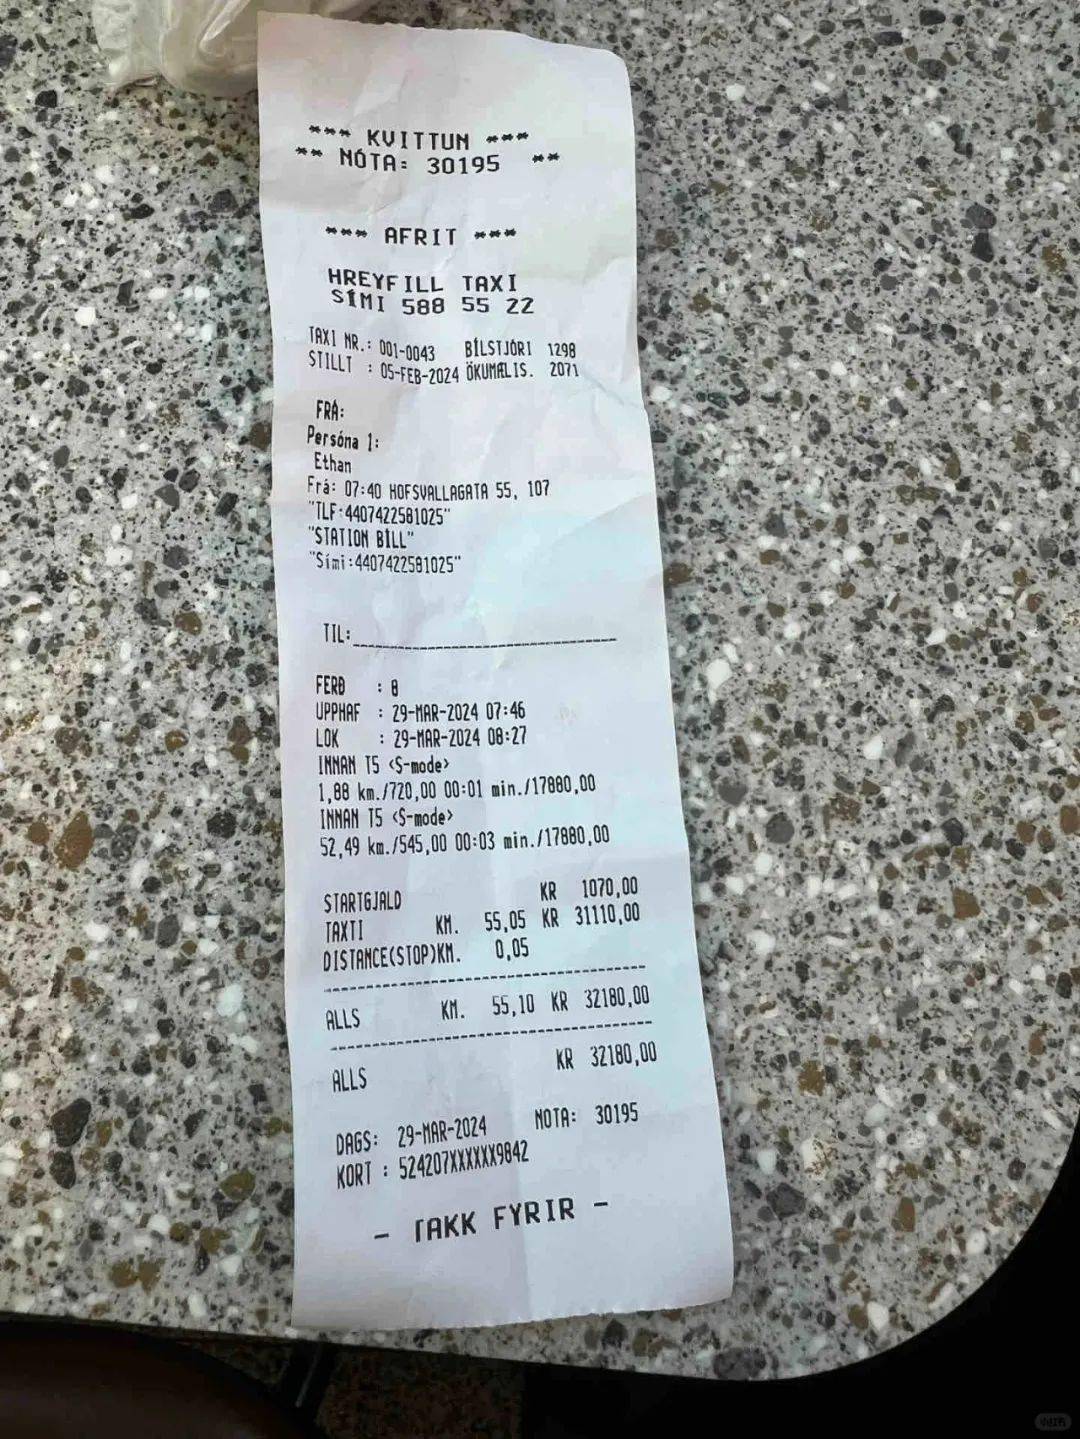 *** KVITTUN ***
** NÓTA: 30195 **
*** AFRIT ***
HREYFILL TAXI
SÍMI 588 55 22
TAXI NR.: 001-0043 BÍLSTJÓRI 1298
STILLT : 05-FEB-2024 ÖKUMÆLIS. 2071
FRÁ:
Persóna 1:
Ethan
Frá: 07:40 HOFSVALLAGATA 55, 107
"TLF:4407422581025"
"STATION BÍLL"
"Sími:4407422581025"
TIL:____________________
FERÐ : 8
UPPHAF : 29-MAR-2024 07:46
LOK : 29-MAR-2024 08:27
INNAN T5 <S-mode>
1,88 km./720,00 00:01 min./17880,00
INNAN T5 <S-mode>
52,49 km./545,00 00:03 min./17880,00
STARTGJALD KR 1070,00
TAXTI KM. 55,05 KR 31110,00
DISTANCE(STOP)KM. 0,05
ALLS KM. 55,10 KR 32180,00
ALLS KR 32180,00
DAGS: 29-MAR-2024 NOTA: 30195
KORT : 524207XXXXXX9842
- TAKK FYRIR -